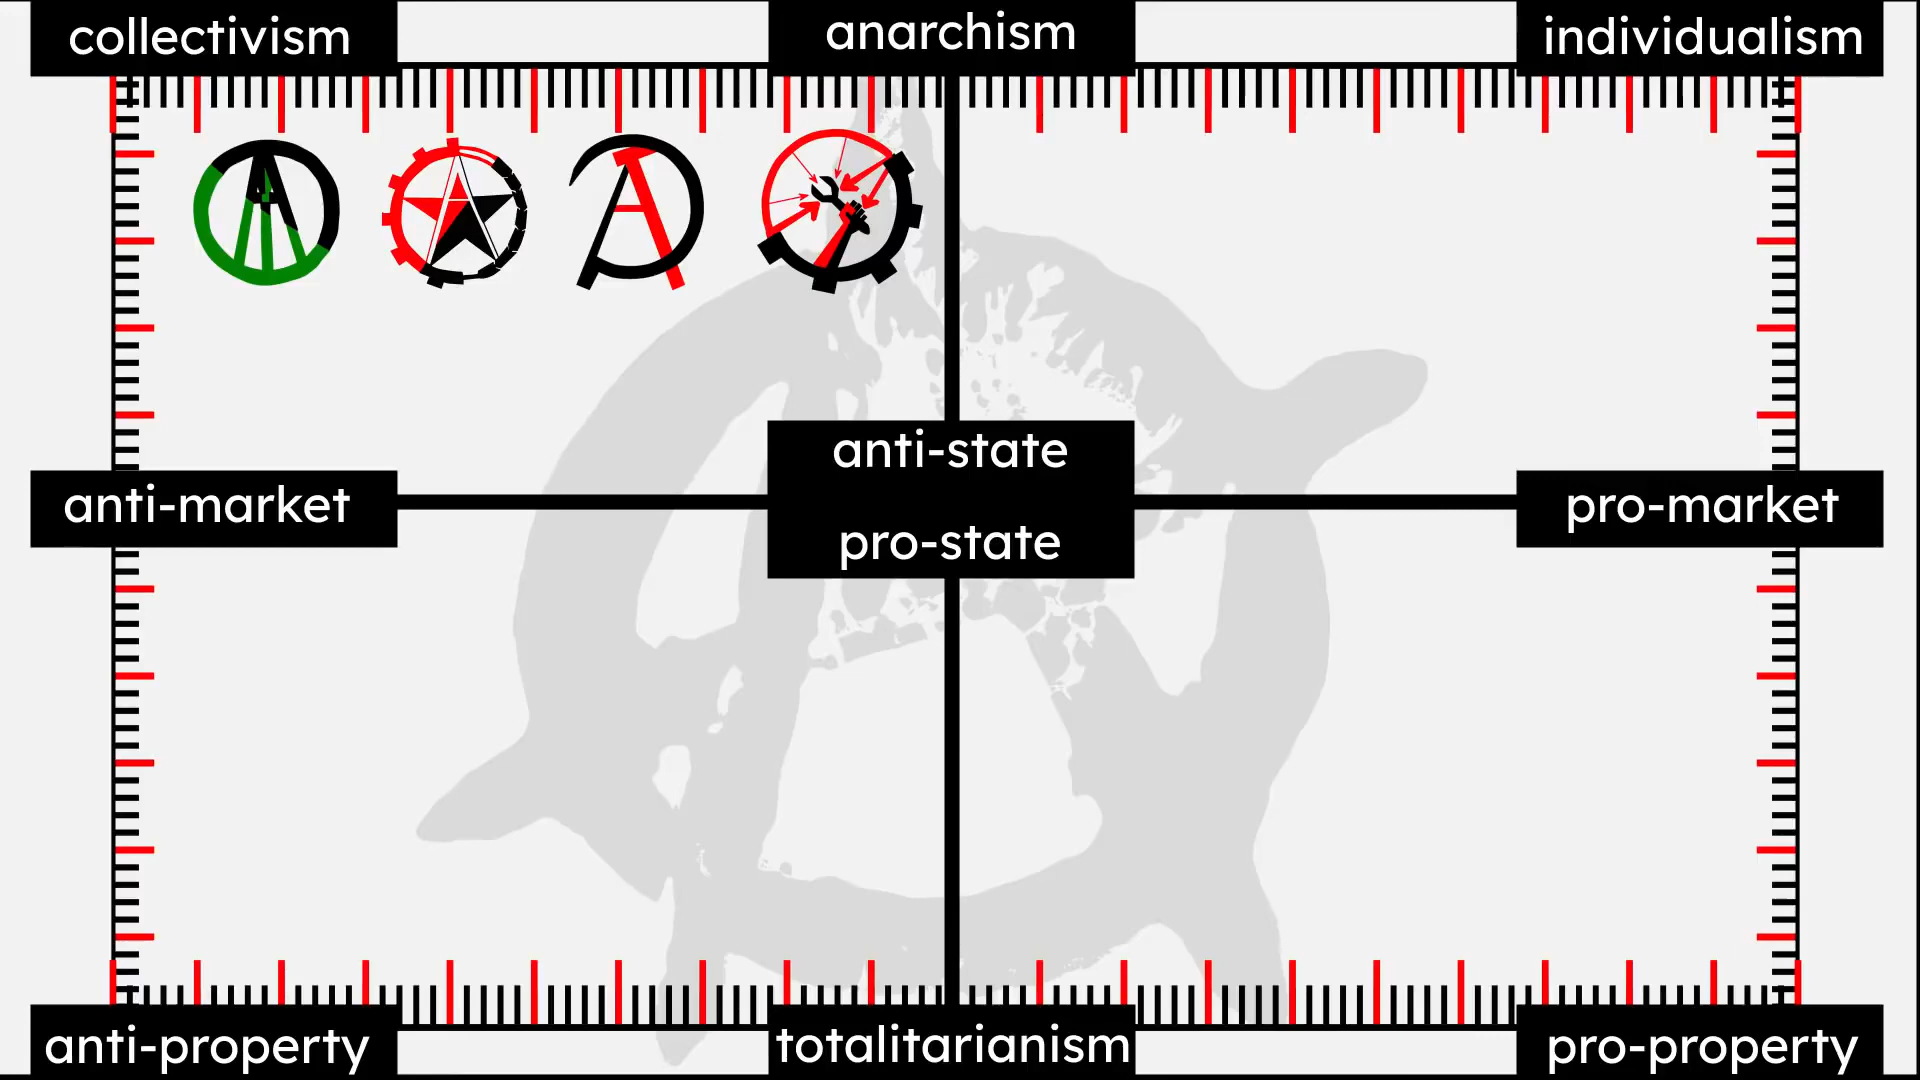 collectivism
anarchism
individualism
anti-state
anti-market
pro-market
pro-state
anti-property
totalitarianism
pro-property